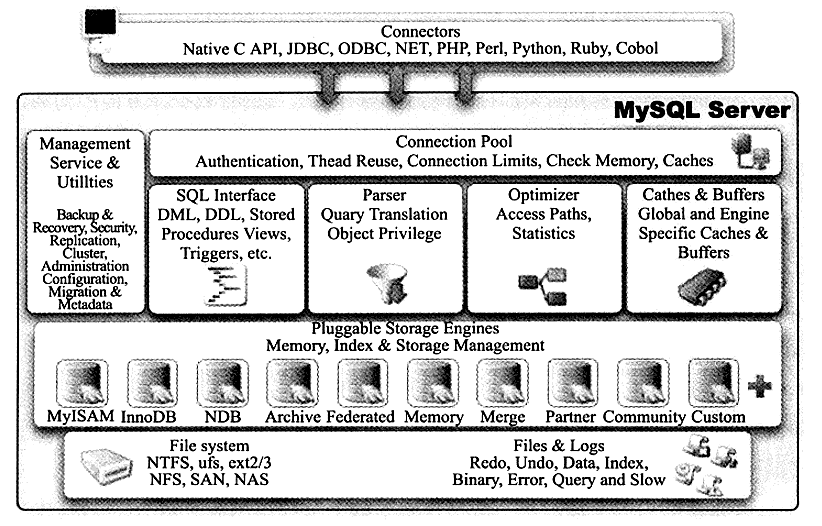 Connectors
Native C API, JDBC, ODBC, NET, PHP, Perl, Python, Ruby, Cobol
MySQL Server
Management
Service &
Utillties
Backup &
Recovery, Security,
Replication,
Cluster,
Administration
Configuration,
Migration &
Metadata
Connection Pool
Authentication, Thead Reuse, Connection Limits, Check Memory, Caches
SQL Interface
DML, DDL, Stored
Procedures Views,
Triggers, etc.
Parser
Quary Translation
Object Privilege
Optimizer
Access Paths,
Statistics
Cathes & Buffers
Global and Engine
Specific Caches &
Buffers
Pluggable Storage Engines
Memory, Index & Storage Management
MyISAM InnoDB NDB Archive Federated Memory Merge Partner Community Custom
File system
NTFS, ufs, ext2/3
NFS, SAN, NAS
Files & Logs
Redo, Undo, Data, Index,
Binary, Error, Query and Slow